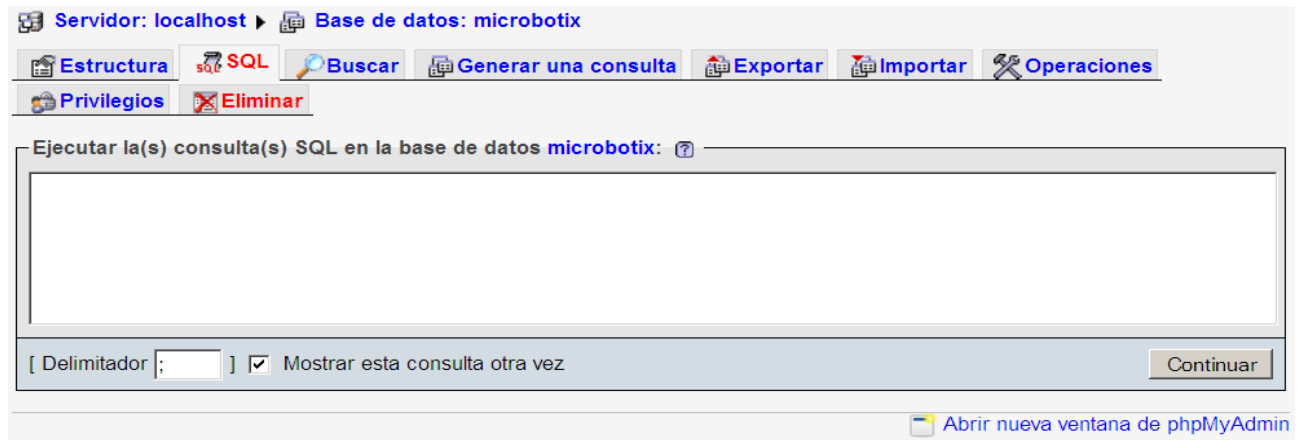 Servidor: localhost ▶ Base de datos: microbotix
Estructura SQL Buscar Generar una consulta Exportar Importar Operaciones
Privilegios Eliminar
Ejecutar la(s) consulta(s) SQL en la base de datos microbotix: ?
[ Delimitador ; ] Mostrar esta consulta otra vez Continuar
Abrir nueva ventana de phpMyAdmin